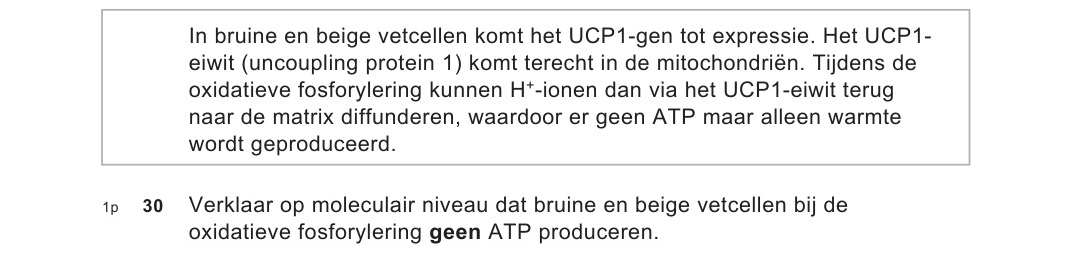 In bruine en beige vetcellen komt het UCP1-gen tot expressie. Het UCP1-
eiwit (uncoupling protein 1) komt terecht in de mitochondriën. Tijdens de
oxidatieve fosforylering kunnen H⁺-ionen dan via het UCP1-eiwit terug
naar de matrix diffunderen, waardoor er geen ATP maar alleen warmte
wordt geproduceerd.
1p 30 Verklaar op moleculair niveau dat bruine en beige vetcellen bij de
oxidatieve fosforylering geen ATP produceren.